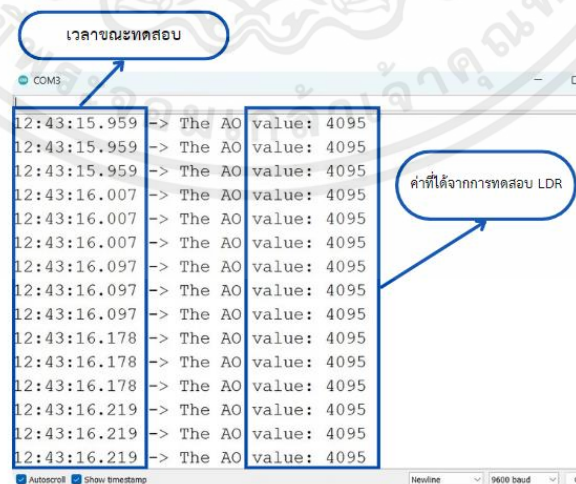 เวลาขณะทดสอบ
COM3
12:43:15.959 -> The AO value: 4095
12:43:15.959 -> The AO value: 4095
12:43:15.959 -> The AO value: 4095
12:43:16.007 -> The AO value: 4095
12:43:16.007 -> The AO value: 4095
12:43:16.007 -> The AO value: 4095
12:43:16.097 -> The AO value: 4095
12:43:16.097 -> The AO value: 4095
12:43:16.097 -> The AO value: 4095
12:43:16.178 -> The AO value: 4095
12:43:16.178 -> The AO value: 4095
12:43:16.178 -> The AO value: 4095
12:43:16.219 -> The AO value: 4095
12:43:16.219 -> The AO value: 4095
12:43:16.219 -> The AO value: 4095
ค่าที่ได้จากการทดสอบ LDR
Autoscroll Show timestamp Newline 9600 baud